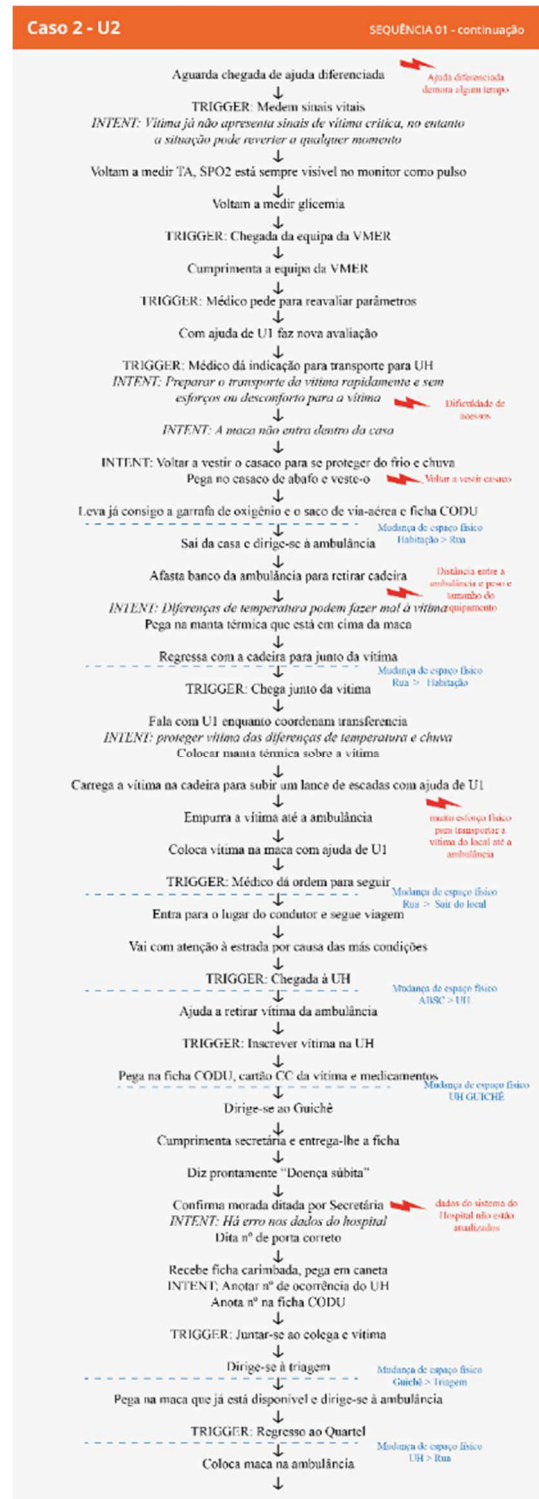 Caso 2 - U2
SEQUÊNCIA 01 - continuação
Aguarda chegada de ajuda diferenciada
Ajuda diferenciada
demora algum tempo
TRIGGER: Medem sinais vitais
INTENT: Vítima já não apresenta sinais de vítima crítica, no entanto
a situação pode reverter a qualquer momento
Voltam a medir TA, SPO2 está sempre visível no monitor como pulso
Voltam a medir glicemia
TRIGGER: Chegada da equipa da VMER
Cumprimenta a equipa da VMER
TRIGGER: Médico pede para reavaliar parâmetros
Com ajuda de U1 faz nova avaliação
TRIGGER: Médico dá indicação para transporte para UH
INTENT: Preparar o transporte da vítima rapidamente e sem
esforços ou desconforto para a vítima
Dificuldade de
acessos
INTENT: A maca não entra dentro da casa
INTENT: Voltar a vestir o casaco para se proteger do frio e chuva
Pega no casaco de abafo e veste-o
Voltar a vestir casaco
Leva já consigo a garrafa de oxigênio e o saco de via-aérea e ficha CODU
Mudança de espaço físico
Habitação > Rua
Sai da casa e dirige-se à ambulância
Afasta banco da ambulância para retirar cadeira
Distância entre a
ambulância e peso e
tamanho do
equipamento
INTENT: Diferenças de temperatura podem fazer mal à vítima
Pega na manta térmica que está em cima da maca
Regressa com a cadeira para junto da vítima
Mudança de espaço físico
Rua > Habitação
TRIGGER: Chega junto da vítima
Fala com U1 enquanto coordenam transferencia
INTENT: proteger vítima das diferenças de temperatura e chuva
Colocar manta térmica sobre a vítima
Carrega a vítima na cadeira para subir um lance de escadas com ajuda de U1
Empurra a vítima até a ambulância
muito esforço físico
para transportar a
vítima do local até a
ambulância
Coloca vítima na maca com ajuda de U1
TRIGGER: Médico dá ordem para seguir
Mudança de espaço físico
Rua > Sair do local
Entra para o lugar do condutor e segue viagem
Vai com atenção à estrada por causa das más condições
TRIGGER: Chegada à UH
Mudança de espaço físico
ABSC > UH
Ajuda a retirar vítima da ambulância
TRIGGER: Inscrever vítima na UH
Pega na ficha CODU, cartão CC da vítima e medicamentos
Mudança de espaço físico
UH GUICHÊ
Dirige-se ao Guichê
Cumprimenta secretária e entrega-lhe a ficha
Diz prontamente “Doença súbita”
Confirma morada ditada por Secretária
dados do sistema do
Hospital não estão
atualizados
INTENT: Há erro nos dados do hospital
Dita nº de porta correto
Recebe ficha carimbada, pega em caneta
INTENT; Anotar nº de ocorrência do UH
Anota nº na ficha CODU
TRIGGER: Juntar-se ao colega e vítima
Dirige-se à triagem
Mudança de espaço físico
Guichê > Triagem
Pega na maca que já está disponível e dirige-se à ambulância
TRIGGER: Regresso ao Quartel
Mudança de espaço físico
UH > Rua
Coloca maca na ambulância